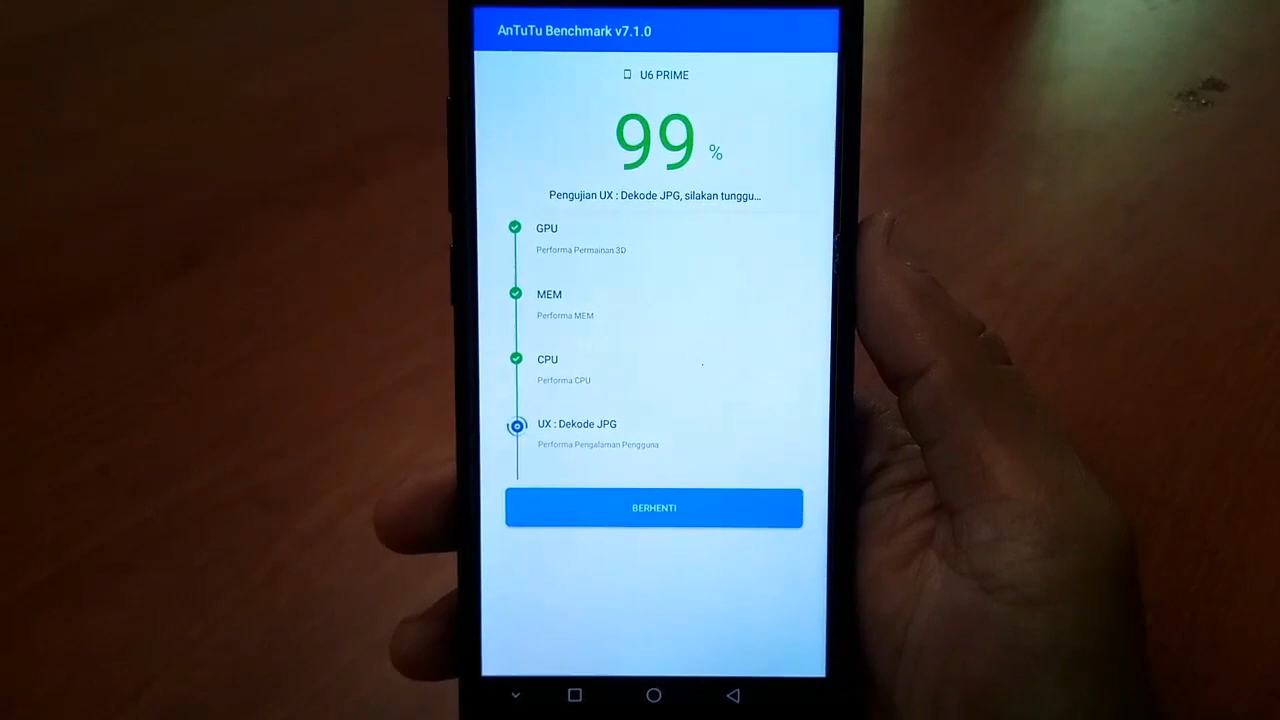 AnTuTu Benchmark v7.1.0
U6 PRIME
99 %
Pengujian UX : Dekode JPG, silakan tunggu...
GPU
Performa Permainan 3D
MEM
Performa MEM
CPU
Performa CPU
UX : Dekode JPG
Performa Pengalaman Pengguna
BERHENTI